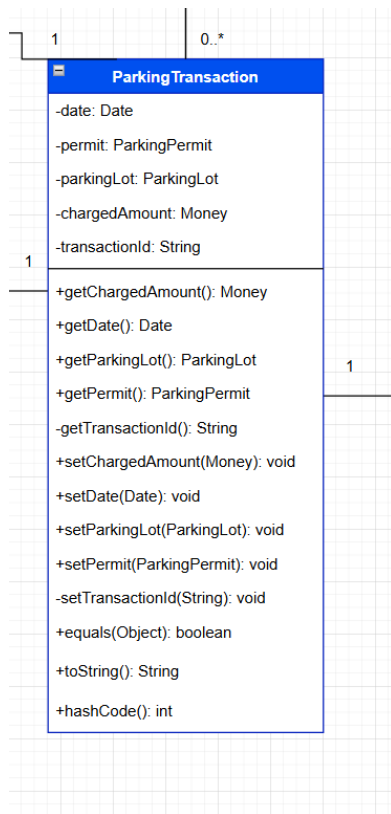 1
0..*
ParkingTransaction
-date: Date
-permit: ParkingPermit
-parkingLot: ParkingLot
-chargedAmount: Money
-transactionId: String
1
+getChargedAmount(): Money
+getDate(): Date
+getParkingLot(): ParkingLot
1
+getPermit(): ParkingPermit
-getTransactionId(): String
+setChargedAmount(Money): void
+setDate(Date): void
+setParkingLot(ParkingLot): void
+setPermit(ParkingPermit): void
-setTransactionId(String): void
+equals(Object): boolean
+toString(): String
+hashCode(): int